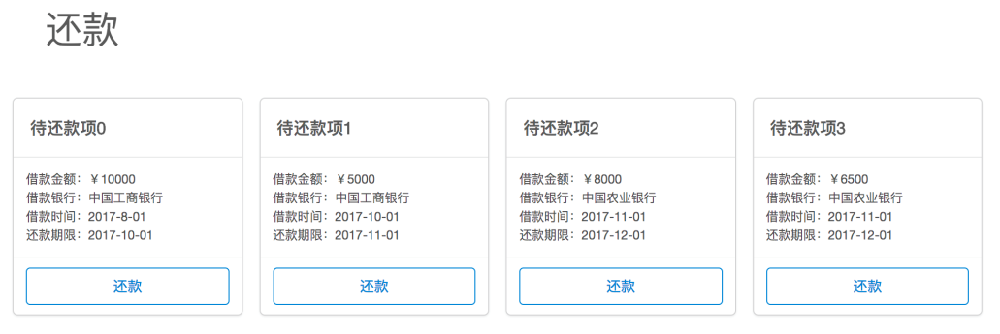 还款
待还款项0
借款金额：￥10000
借款银行：中国工商银行
借款时间：2017-8-01
还款期限：2017-10-01
还款
待还款项1
借款金额：￥5000
借款银行：中国工商银行
借款时间：2017-10-01
还款期限：2017-11-01
还款
待还款项2
借款金额：￥8000
借款银行：中国农业银行
借款时间：2017-11-01
还款期限：2017-12-01
还款
待还款项3
借款金额：￥6500
借款银行：中国农业银行
借款时间：2017-11-01
还款期限：2017-12-01
还款